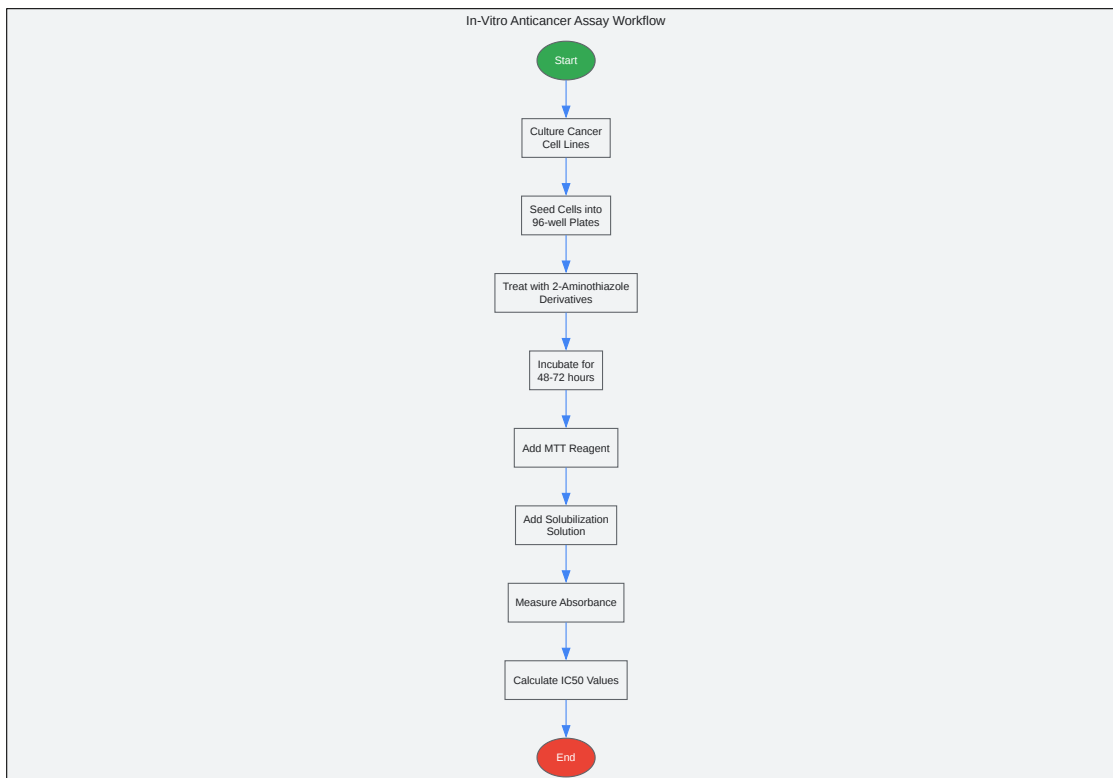 In-Vitro Anticancer Assay Workflow
Start
Culture Cancer
Cell Lines
Seed Cells into
96-well Plates
Treat with 2-Aminothiazole
Derivatives
Incubate for
48-72 hours
Add MTT Reagent
Add Solubilization
Solution
Measure Absorbance
Calculate IC50 Values
End